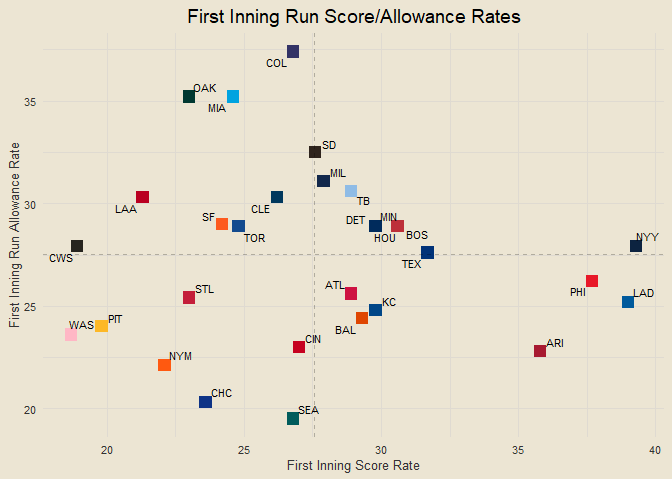 First Inning Run Score/Allowance Rates
COL
OAK
MIA
SD
MIL
TB
LAA
CLE
SF
TOR
DET
MIN
HOU
BOS
NYY
CWS
TEX
PHI
LAD
STL
ATL
KC
BAL
WAS
PIT
CIN
ARI
NYM
CHC
SEA
35
30
25
20
First Inning Run Allowance Rate
20
25
30
35
40
First Inning Score Rate